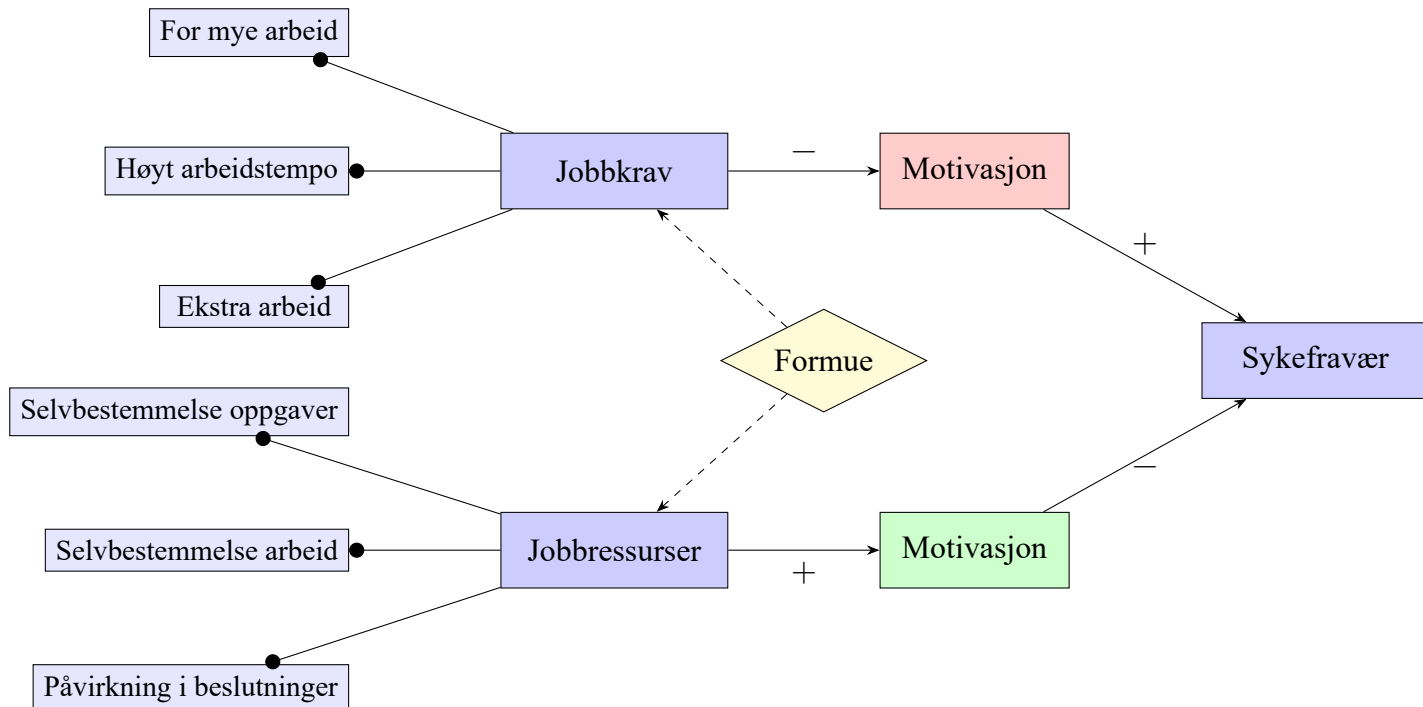 For mye arbeid
Høyt arbeidstempo
Jobbkrav
−
Motivasjon
Ekstra arbeid
+
Formue
Sykefravær
Selvbestemmelse oppgaver
−
Selvbestemmelse arbeid
Jobbressurser
+
Motivasjon
Påvirkning i beslutninger